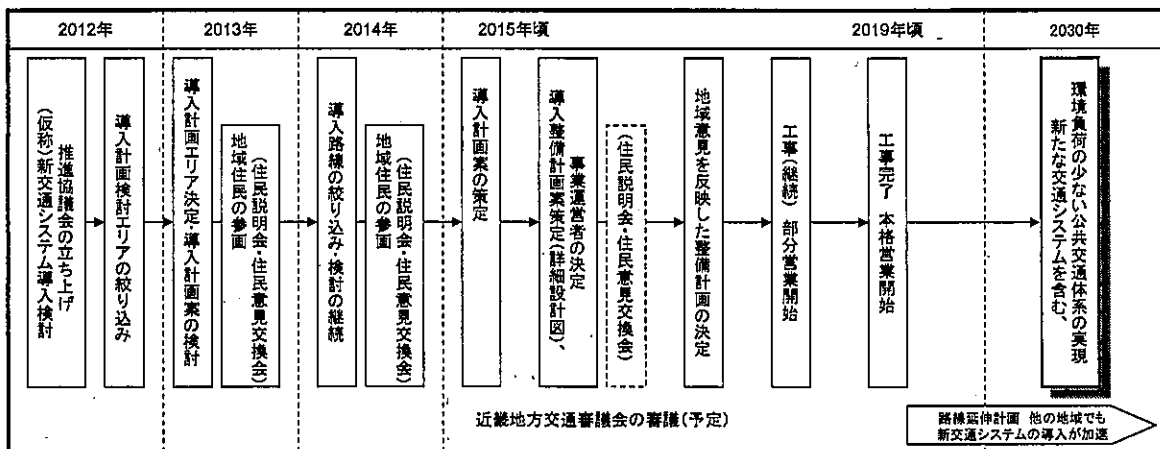 2012年
2013年
2014年
2015年頃
2019年頃
2030年
(仮称)新交通システム導入検討
推進協議会の立ち上げ
導入計画検討エリアの絞り込み
導入計画エリア決定・導入計画案の検討
地域住民の参画
(住民説明会・住民意見交換会)
導入路線の絞り込み・検討の継続
地域住民の参画
(住民説明会・住民意見交換会)
導入計画案の策定
導入整備計画案策定(詳細設計図)、
事業運営者の決定
(住民説明会・住民意見交換会)
地域意見を反映した整備計画の決定
工事(継続) 部分営業開始
工事完了 本格営業開始
新たな交通システムを含む、
環境負荷の少ない公共交通体系の実現
近畿地方交通審議会の審議(予定)
路線延伸計画 他の地域でも
新交通システムの導入が加速